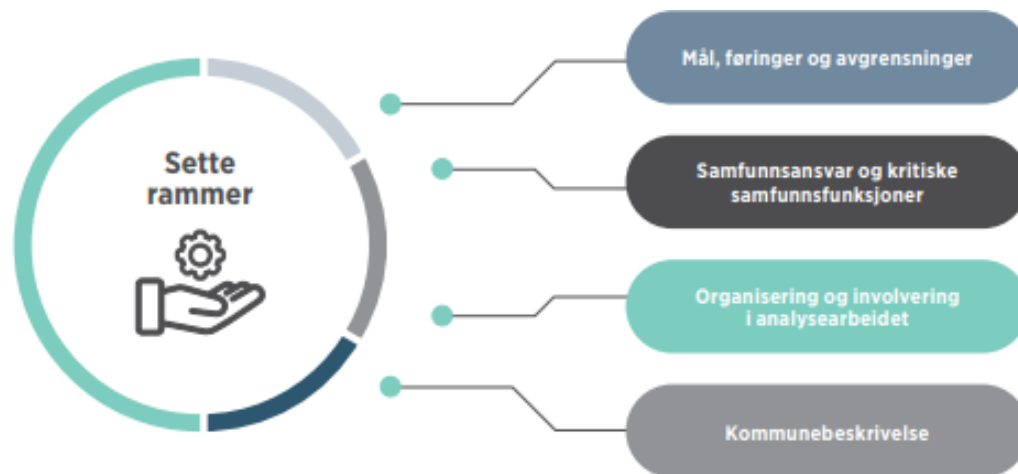 Sette
rammer
Mål, føringer og avgrensninger
Samfunnsansvar og kritiske
samfunnsfunksjoner
Organisering og involvering
i analysearbeidet
Kommunebeskrivelse